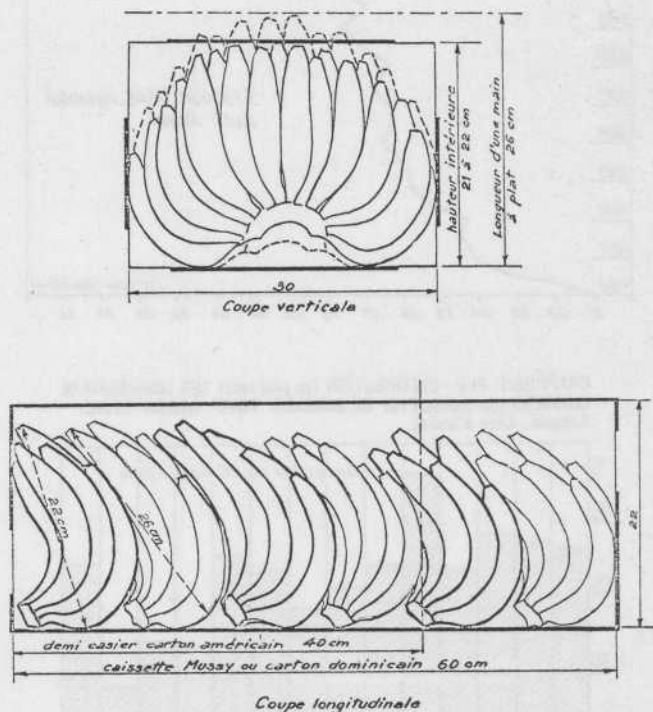 hauteur intérieure
21 à 22 cm
Longueur d'une main
à plat 26 cm
30
Coupe verticale
22 cm
26 cm
22
demi casier carton américain 40 cm
caissette Mussy ou carton dominicain 60 cm
Coupe longitudinale